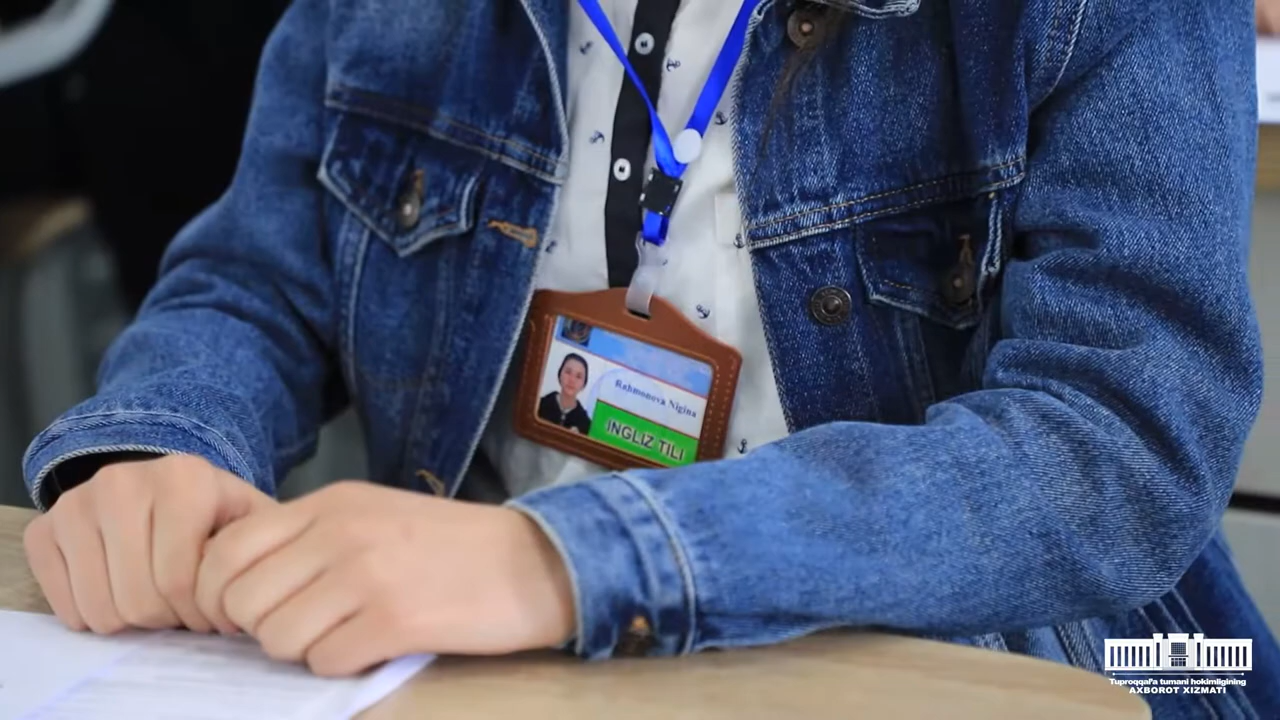 Rahmonova Nigina
INGLIZ TILI
Tuproqqal'a tumani hokimligining
AXBOROT XIZMATI